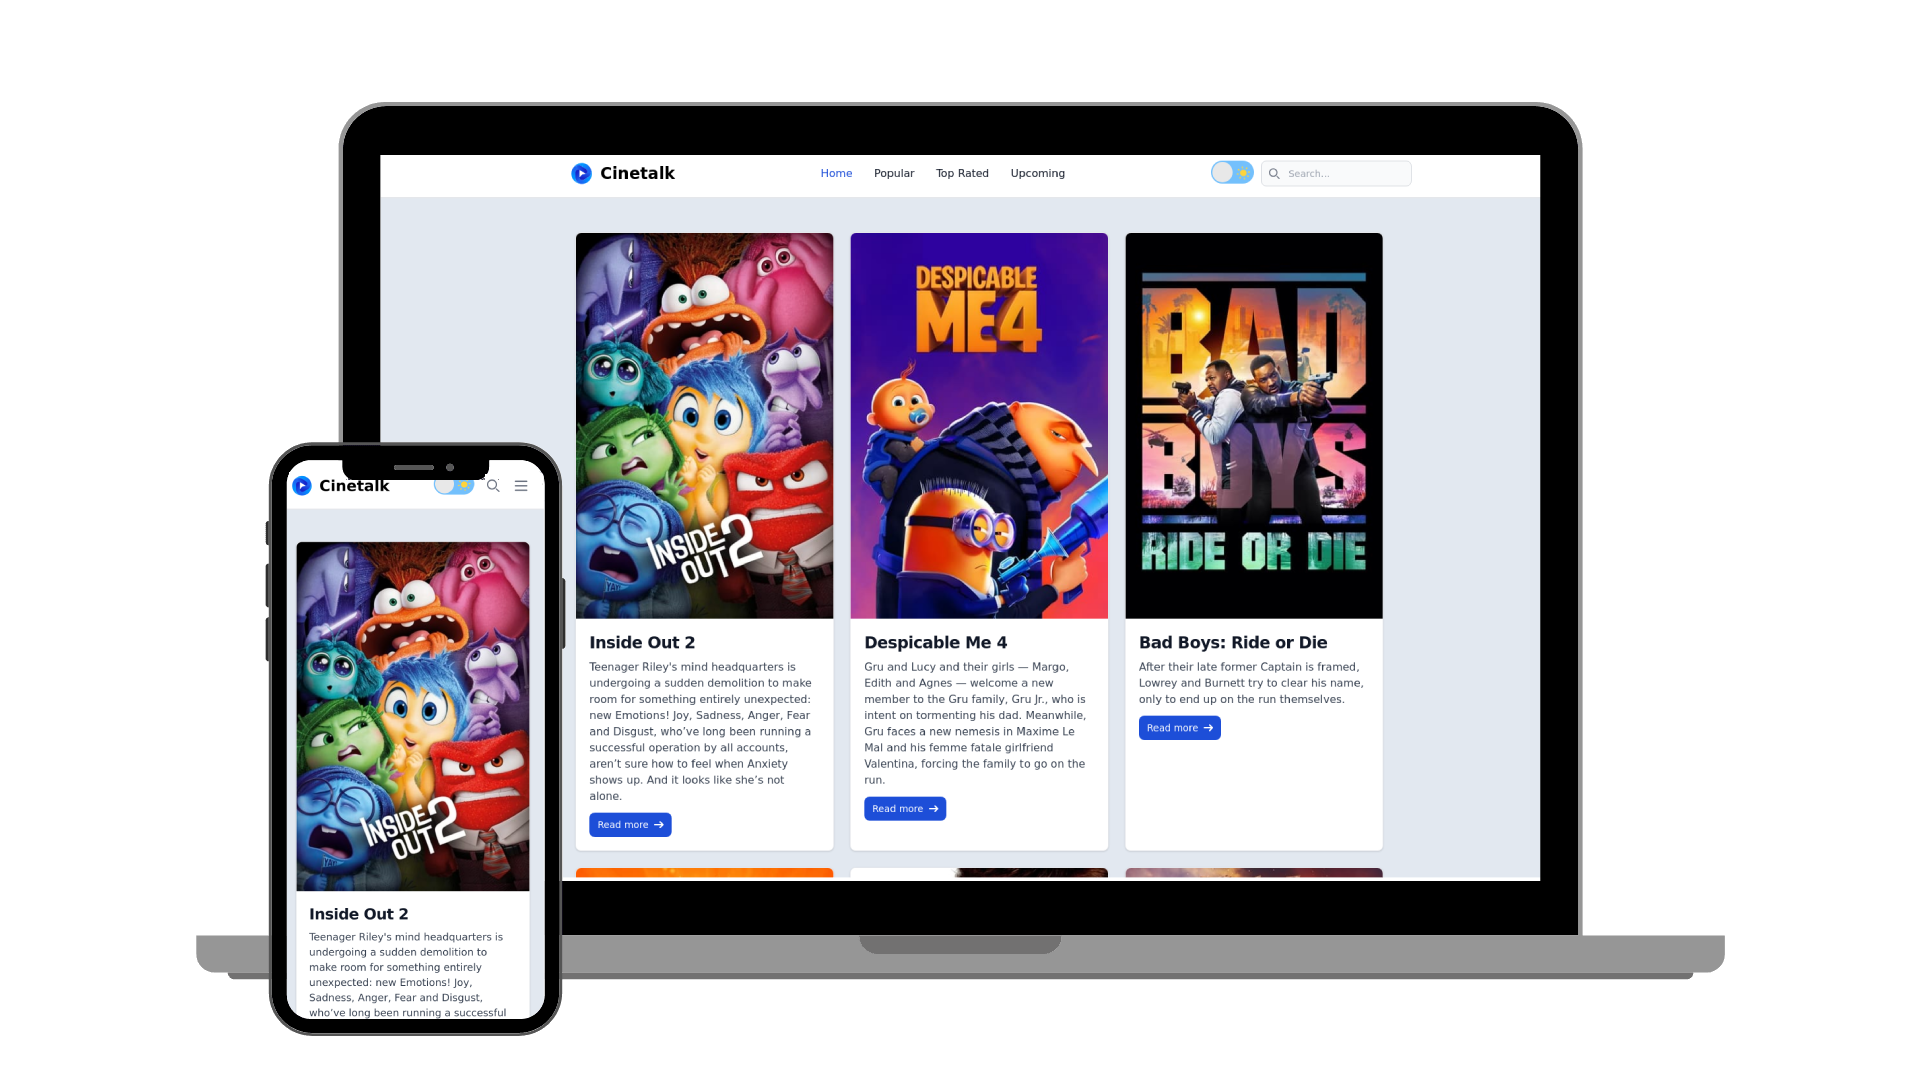 Cinetalk
Home
Popular
Top Rated
Upcoming
Search...
INSIDE
OUT 2
DESPICABLE
ME 4
BAD
BOYS
RIDE OR DIE
Inside Out 2
Teenager Riley's mind headquarters is
undergoing a sudden demolition to make
room for something entirely unexpected:
new Emotions! Joy, Sadness, Anger, Fear
and Disgust, who’ve long been running a
successful operation by all accounts,
aren’t sure how to feel when Anxiety
shows up. And it looks like she’s not
alone.
Read more
Despicable Me 4
Gru and Lucy and their girls — Margo,
Edith and Agnes — welcome a new
member to the Gru family, Gru Jr., who is
intent on tormenting his dad. Meanwhile,
Gru faces a new nemesis in Maxime Le
Mal and his femme fatale girlfriend
Valentina, forcing the family to go on the
run.
Read more
Bad Boys: Ride or Die
After their late former Captain is framed,
Lowrey and Burnett try to clear his name,
only to end up on the run themselves.
Read more
Cinetalk
INSIDE
OUT 2
Inside Out 2
Teenager Riley's mind headquarters is
undergoing a sudden demolition to
make room for something entirely
unexpected: new Emotions! Joy,
Sadness, Anger, Fear and Disgust,
who’ve long been running a successful